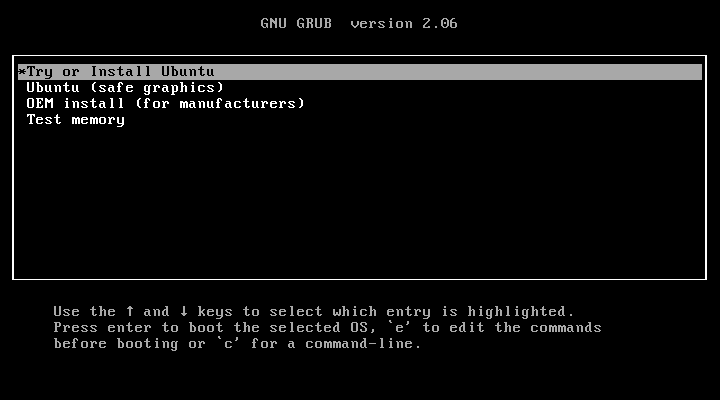 GNU GRUB  version 2.06
*Try or Install Ubuntu
Ubuntu (safe graphics)
OEM install (for manufacturers)
Test memory
Use the ↑ and ↓ keys to select which entry is highlighted.
Press enter to boot the selected OS, `e' to edit the commands
before booting or `c' for a command-line.